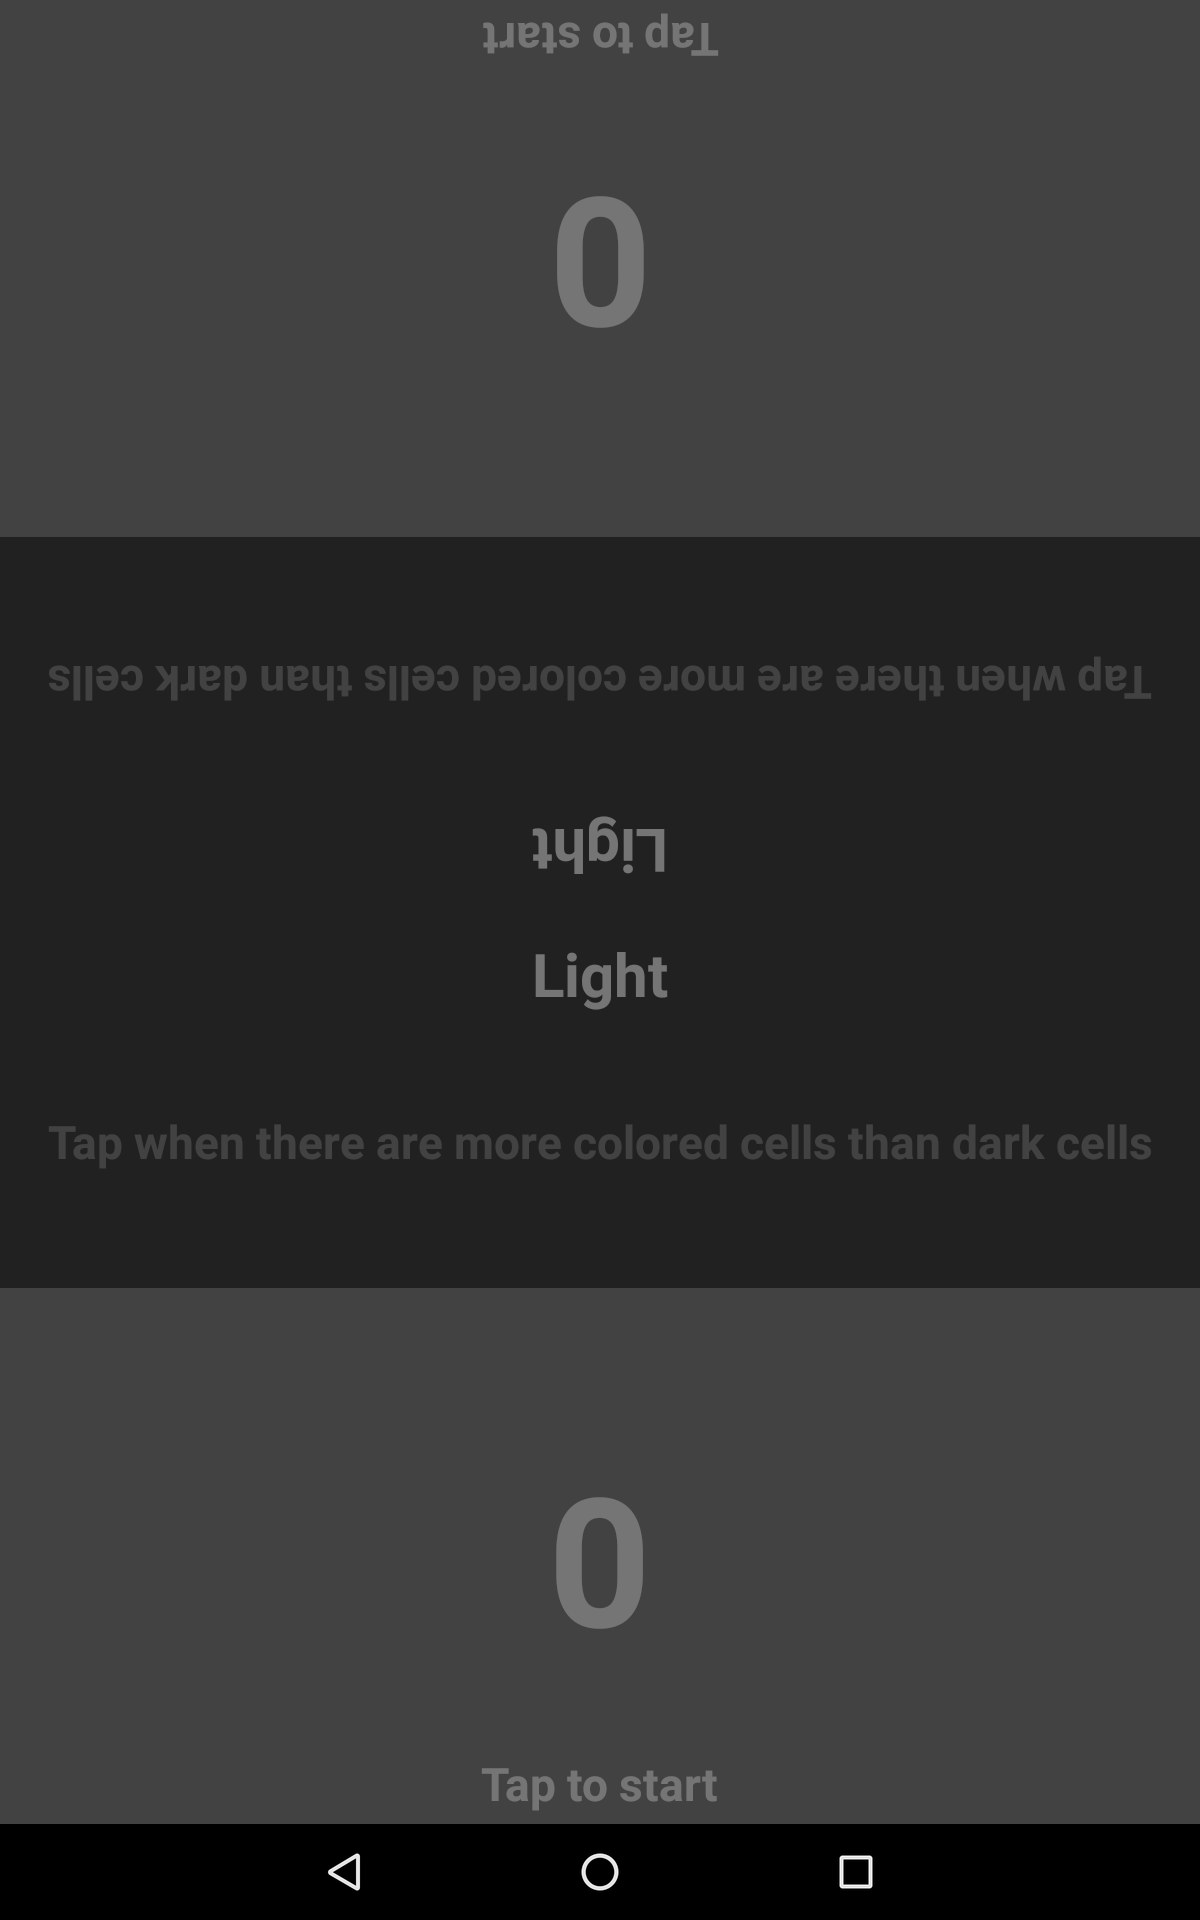 Tap to start
0
Tap when there are more colored cells than dark cells
Light
Light
Tap when there are more colored cells than dark cells
0
Tap to start